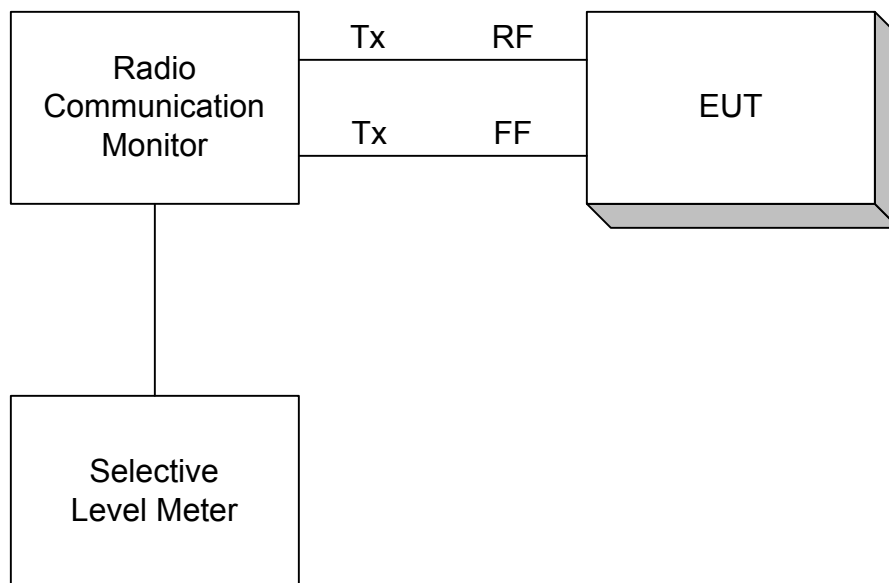 Radio
Communication
Monitor
Tx RF
Tx FF
EUT
Selective
Level Meter